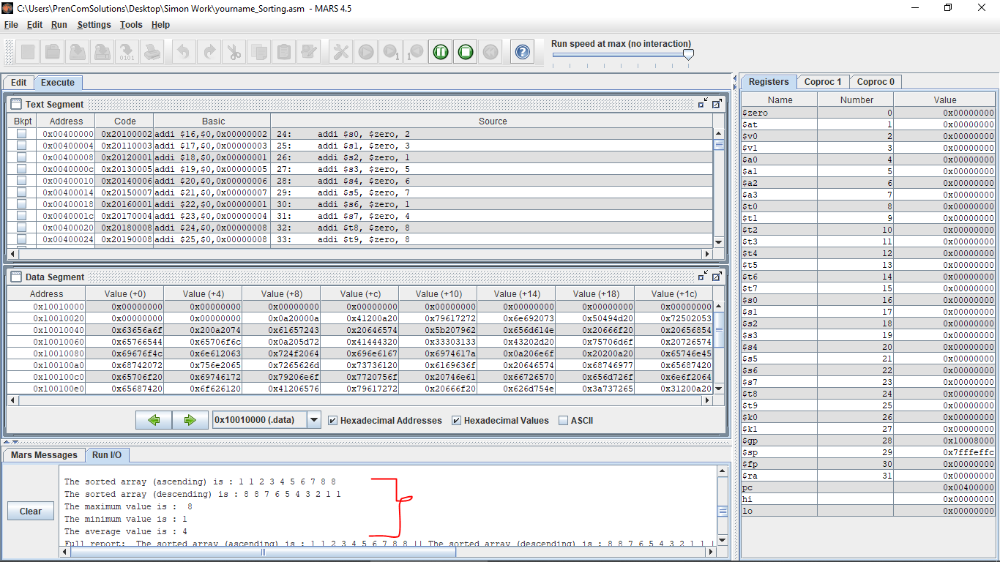 C:\Users\PrenComSolutions\Desktop\Simon Work\yourname_Sorting.asm - MARS 4.5
File Edit Run Settings Tools Help
Run speed at max (no interaction)
Edit Execute
Text Segment
Bkpt Address Code Basic Source
0x00400000 0x20100002 addi $16,$0,0x00000002 24: addi $s0, $zero, 2
0x00400004 0x20110003 addi $17,$0,0x00000003 25: addi $s1, $zero, 3
0x00400008 0x20120001 addi $18,$0,0x00000001 26: addi $s2, $zero, 1
0x0040000c 0x20130005 addi $19,$0,0x00000005 27: addi $s3, $zero, 5
0x00400010 0x20140006 addi $20,$0,0x00000006 28: addi $s4, $zero, 6
0x00400014 0x20150007 addi $21,$0,0x00000007 29: addi $s5, $zero, 7
0x00400018 0x20160001 addi $22,$0,0x00000001 30: addi $s6, $zero, 1
0x0040001c 0x20170004 addi $23,$0,0x00000004 31: addi $s7, $zero, 4
0x00400020 0x20180008 addi $24,$0,0x00000008 32: addi $t8, $zero, 8
0x00400024 0x20190008 addi $25,$0,0x00000008 33: addi $t9, $zero, 8
Data Segment
Address Value (+0) Value (+4) Value (+8) Value (+c) Value (+10) Value (+14) Value (+18) Value (+1c)
0x10010000 0x00000000 0x00000000 0x00000000 0x00000000 0x00000000 0x00000000 0x00000000 0x00000000
0x10010020 0x00000000 0x00000000 0x0a20000a 0x41200a20 0x79617272 0x6e692073 0x50494d20 0x72502053
0x10010040 0x63656a6f 0x200a2074 0x61657243 0x20646574 0x5b207962 0x656d614e 0x20666f20 0x20656854
0x10010060 0x65766544 0x65706f6c 0x0a205d72 0x41444320 0x33303133 0x43202d20 0x75706d6f 0x20726574
0x10010080 0x69676f4c 0x6e612063 0x724f2064 0x696e6167 0x6974617a 0x0a206e6f 0x20200a20 0x65746e45
0x100100a0 0x68742072 0x756e2065 0x7265626d 0x73736120 0x6169636f 0x20646574 0x68746977 0x65687420
0x100100c0 0x65706f20 0x69746172 0x79206e6f 0x7720756f 0x20746e61 0x66726570 0x656d726f 0x6e6f2064
0x100100e0 0x65687420 0x6f626120 0x41206576 0x79617272 0x20666f20 0x626d754e 0x3a737265 0x31200a20
0x10010000 (.data) Hexadecimal Addresses Hexadecimal Values ASCII
Mars Messages Run I/O
Clear
The sorted array (ascending) is : 1 1 2 3 4 5 6 7 8 8
The sorted array (descending) is : 8 8 7 6 5 4 3 2 1 1
The maximum value is : 8
The minimum value is : 1
The average value is : 4
Full report: The sorted array (ascending) is : 1 1 2 3 4 5 6 7 8 8 || The sorted array (descending) is : 8 8 7 6 5 4 3 2 1 1 |
Registers Coproc 1 Coproc 0
Name Number Value
$zero 0 0x00000000
$at 1 0x00000000
$v0 2 0x00000000
$v1 3 0x00000000
$a0 4 0x00000000
$a1 5 0x00000000
$a2 6 0x00000000
$a3 7 0x00000000
$t0 8 0x00000000
$t1 9 0x00000000
$t2 10 0x00000000
$t3 11 0x00000000
$t4 12 0x00000000
$t5 13 0x00000000
$t6 14 0x00000000
$t7 15 0x00000000
$s0 16 0x00000000
$s1 17 0x00000000
$s2 18 0x00000000
$s3 19 0x00000000
$s4 20 0x00000000
$s5 21 0x00000000
$s6 22 0x00000000
$s7 23 0x00000000
$t8 24 0x00000000
$t9 25 0x00000000
$k0 26 0x00000000
$k1 27 0x00000000
$gp 28 0x10008000
$sp 29 0x7fffeffc
$fp 30 0x00000000
$ra 31 0x00000000
pc 0x00400000
hi 0x00000000
lo 0x00000000